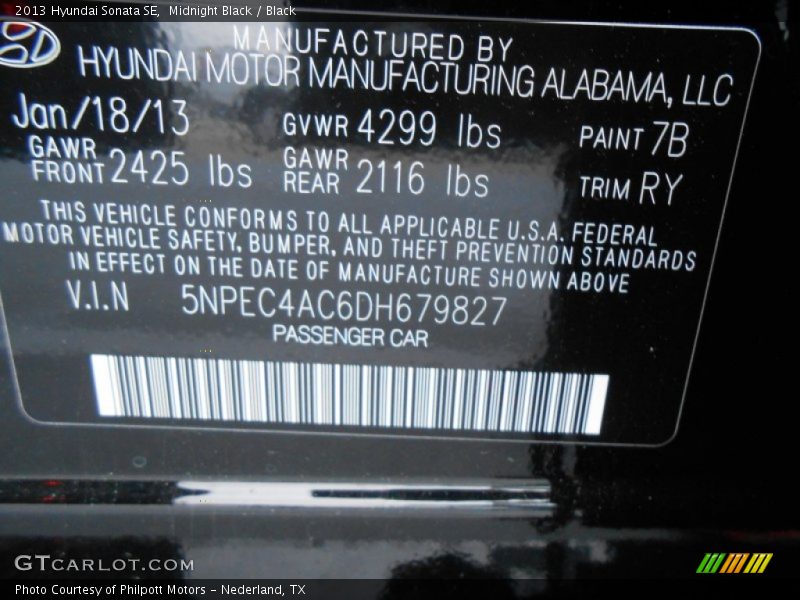 2013 Hyundai Sonata SE, Midnight Black / Black
MANUFACTURED BY
HYUNDAI MOTOR MANUFACTURING ALABAMA, LLC
Jan/18/13 GVWR 4299 lbs PAINT 7B
GAWR FRONT 2425 lbs GAWR REAR 2116 lbs TRIM RY
THIS VEHICLE CONFORMS TO ALL APPLICABLE U.S.A. FEDERAL
MOTOR VEHICLE SAFETY, BUMPER, AND THEFT PREVENTION STANDARDS
IN EFFECT ON THE DATE OF MANUFACTURE SHOWN ABOVE
V.I.N 5NPEC4AC6DH679827
PASSENGER CAR
GTCARLOT.COM
Photo Courtesy of Philpott Motors - Nederland, TX